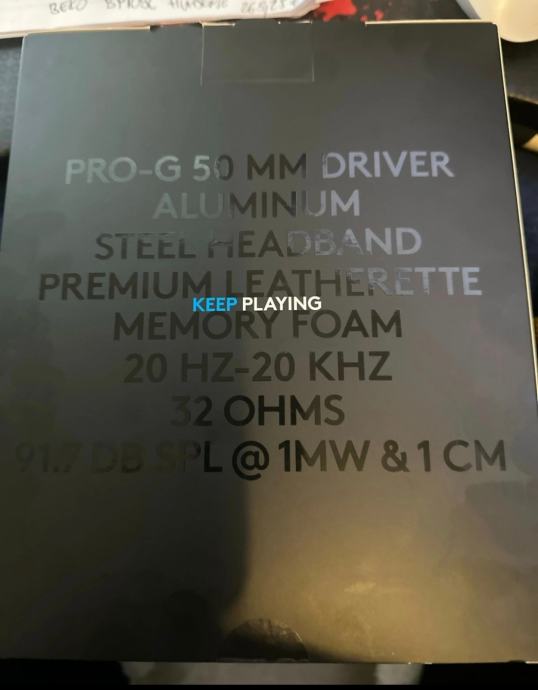 PRO-G 50 MM DRIVER
ALUMINUM
STEEL HEADBAND
PREMIUM LEATHERETTE
KEEP PLAYING
MEMORY FOAM
20 HZ-20 KHZ
32 OHMS
91.7 DB SPL @ 1MW & 1 CM